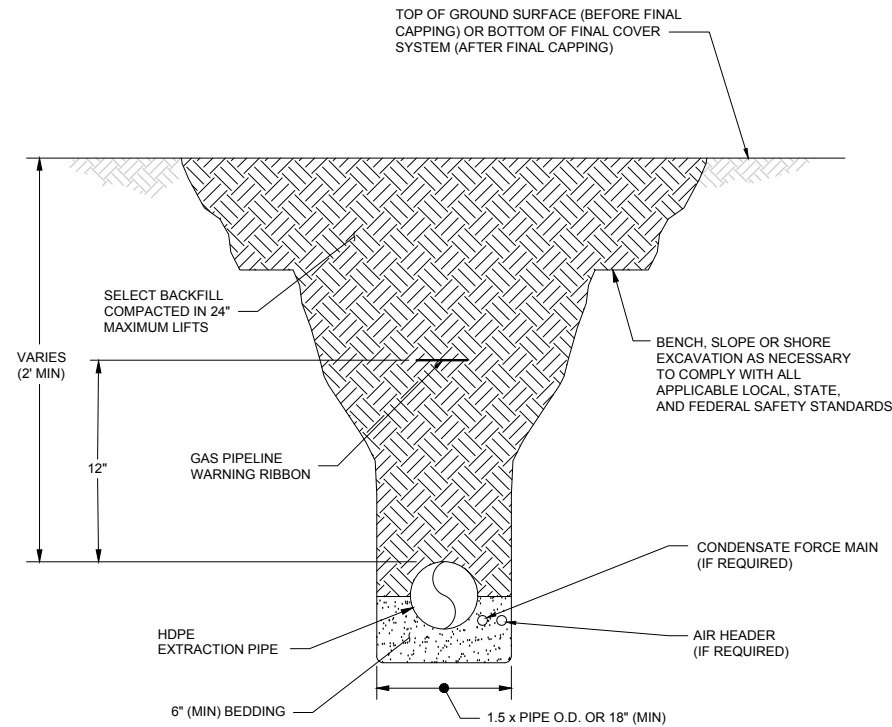 TOP OF GROUND SURFACE (BEFORE FINAL
CAPPING) OR BOTTOM OF FINAL COVER
SYSTEM (AFTER FINAL CAPPING)
SELECT BACKFILL
COMPACTED IN 24"
MAXIMUM LIFTS
VARIES
(2' MIN)
BENCH, SLOPE OR SHORE
EXCAVATION AS NECESSARY
TO COMPLY WITH ALL
APPLICABLE LOCAL, STATE,
AND FEDERAL SAFETY STANDARDS
12"
GAS PIPELINE
WARNING RIBBON
CONDENSATE FORCE MAIN
(IF REQUIRED)
HDPE
EXTRACTION PIPE
AIR HEADER
(IF REQUIRED)
6" (MIN) BEDDING
1.5 x PIPE O.D. OR 18" (MIN)